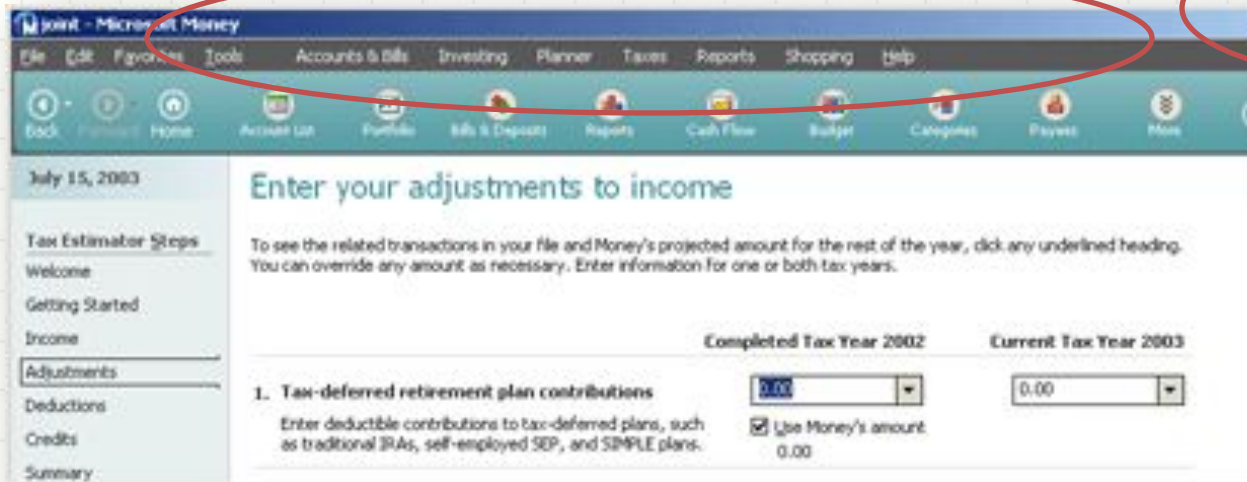 joint - Microsoft Money
File Edit Favorites Tools Accounts & Bills Investing Planner Taxes Reports Shopping Help
Back Forward Home Account List Portfolio Bills & Deposits Reports Cash Flow Budget Categories Payees More
July 15, 2003
Enter your adjustments to income
Tax Estimator Steps
Welcome
Getting Started
Income
Adjustments
Deductions
Credits
Summary
To see the related transactions in your file and Money's projected amount for the rest of the year, click any underlined heading.
You can override any amount as necessary. Enter information for one or both tax years.
Completed Tax Year 2002 Current Tax Year 2003
1. Tax-deferred retirement plan contributions 0.00 0.00
Enter deductible contributions to tax-deferred plans, such
as traditional IRAs, self-employed SEP, and SIMPLE plans.
Use Money's amount
0.00